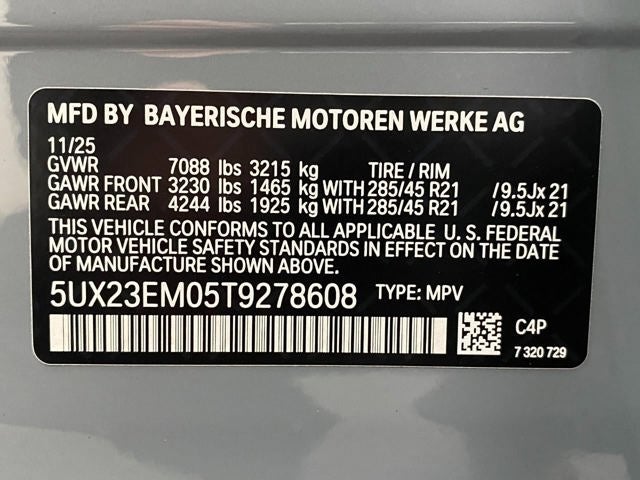 MFD BY BAYERISCHE MOTOREN WERKE AG
11/25
GVWR 7088 lbs 3215 kg TIRE / RIM
GAWR FRONT 3230 lbs 1465 kg WITH 285/45 R21 /9.5Jx 21
GAWR REAR 4244 lbs 1925 kg WITH 285/45 R21 /9.5Jx 21
THIS VEHICLE CONFORMS TO ALL APPLICABLE U. S. FEDERAL
MOTOR VEHICLE SAFETY STANDARDS IN EFFECT ON THE DATE
OF MANUFACTURE SHOWN ABOVE.
5UX23EM05T9278608 TYPE: MPV
C4P
7 320 729